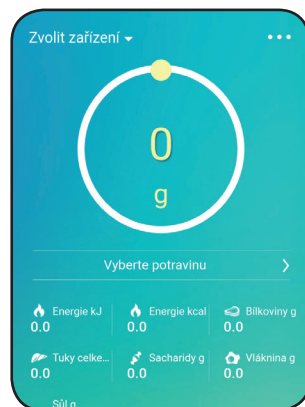 Zvolit zařízení
0
g
Vyberte potravinu
Energie kJ
Energie kcal
Bílkoviny g
0.0
0.0
0.0
Tuky celke...
Sacharidy g
Vláknina g
0.0
0.0
0.0
Sůl g